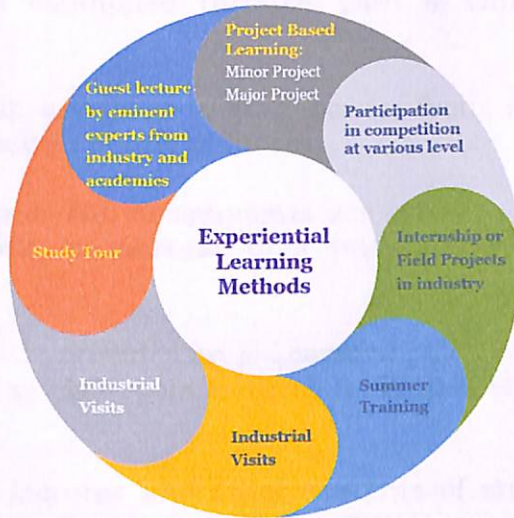 Project Based
Learning:
Minor Project
Major Project
Participation
in competition
at various level
Internship or
Field Projects
in industry
Summer
Training
Industrial
Visits
Industrial
Visits
Study Tour
Guest lecture
by eminent
experts from
industry and
academics
Experiential
Learning
Methods